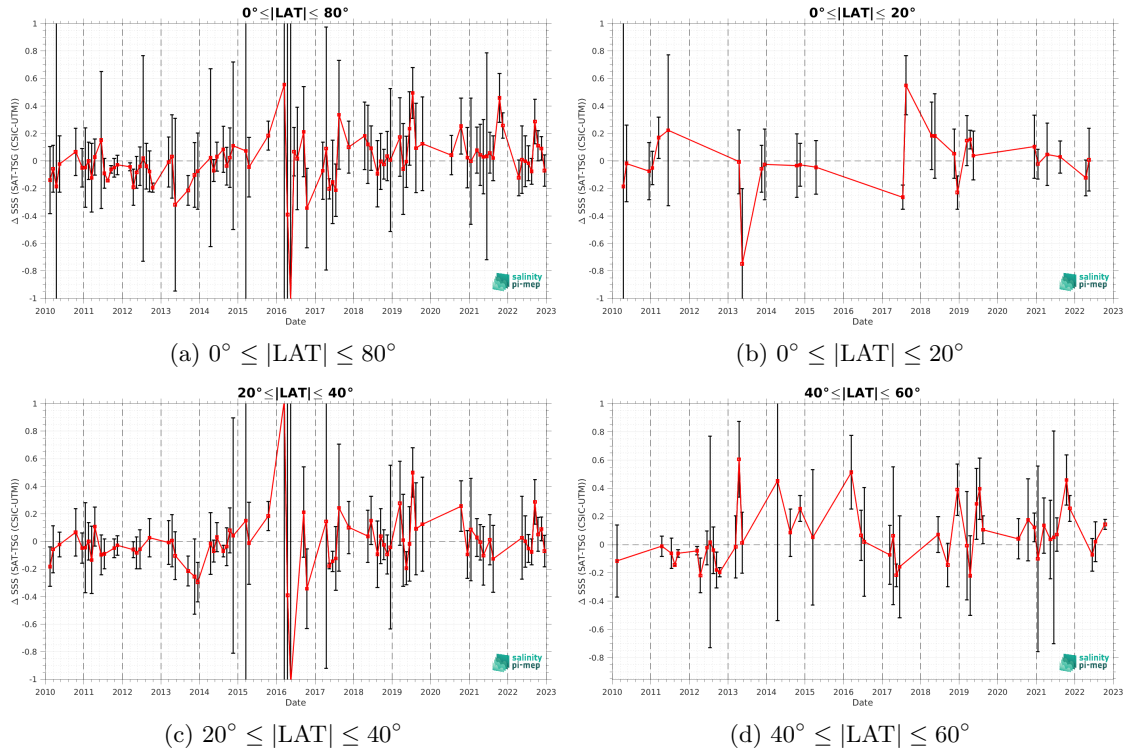 0°≤|LAT|≤ 80°
Δ SSS (SAT-TSG (CSIC-UTM))
1
0.8
0.6
0.4
0.2
0
-0.2
-0.4
-0.6
-0.8
-1
2010 2011 2012 2013 2014 2015 2016 2017 2018 2019 2020 2021 2022 2023
Date
salinity
pi-mep
(a) 0° ≤ |LAT| ≤ 80°
0°≤|LAT|≤ 20°
Δ SSS (SAT-TSG (CSIC-UTM))
1
0.8
0.6
0.4
0.2
0
-0.2
-0.4
-0.6
-0.8
-1
2010 2011 2012 2013 2014 2015 2016 2017 2018 2019 2020 2021 2022 2023
Date
salinity
pi-mep
(b) 0° ≤ |LAT| ≤ 20°
20°≤|LAT|≤ 40°
Δ SSS (SAT-TSG (CSIC-UTM))
1
0.8
0.6
0.4
0.2
0
-0.2
-0.4
-0.6
-0.8
-1
2010 2011 2012 2013 2014 2015 2016 2017 2018 2019 2020 2021 2022 2023
Date
salinity
pi-mep
(c) 20° ≤ |LAT| ≤ 40°
40°≤|LAT|≤ 60°
Δ SSS (SAT-TSG (CSIC-UTM))
0.8
0.6
0.4
0.2
0
-0.2
-0.4
-0.6
-0.8
2010 2011 2012 2013 2014 2015 2016 2017 2018 2019 2020 2021 2022 2023
Date
salinity
pi-mep
(d) 40° ≤ |LAT| ≤ 60°